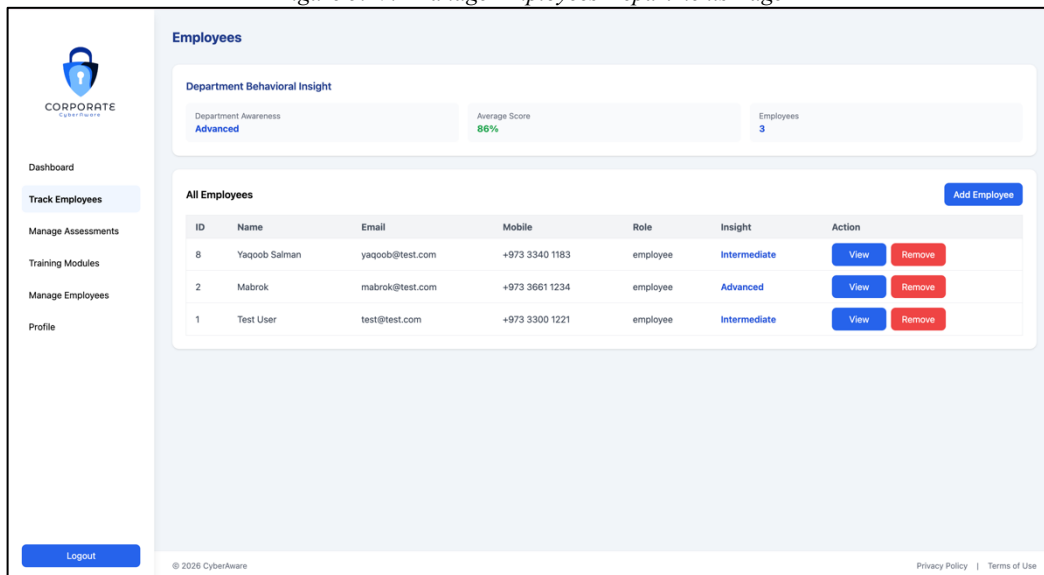 Employees
CORPORATE
CyberAware
Dashboard
Track Employees
Manage Assessments
Training Modules
Manage Employees
Profile
Logout
Department Behavioral Insight
Department Awareness Average Score Employees
Advanced 86% 3
All Employees Add Employee
ID Name Email Mobile Role Insight Action
8 Yaqoob Salman yaqoob@test.com +973 3340 1183 employee Intermediate View Remove
2 Mabrok mabrok@test.com +973 3661 1234 employee Advanced View Remove
1 Test User test@test.com +973 3300 1221 employee Intermediate View Remove
© 2026 CyberAware Privacy Policy | Terms of Use